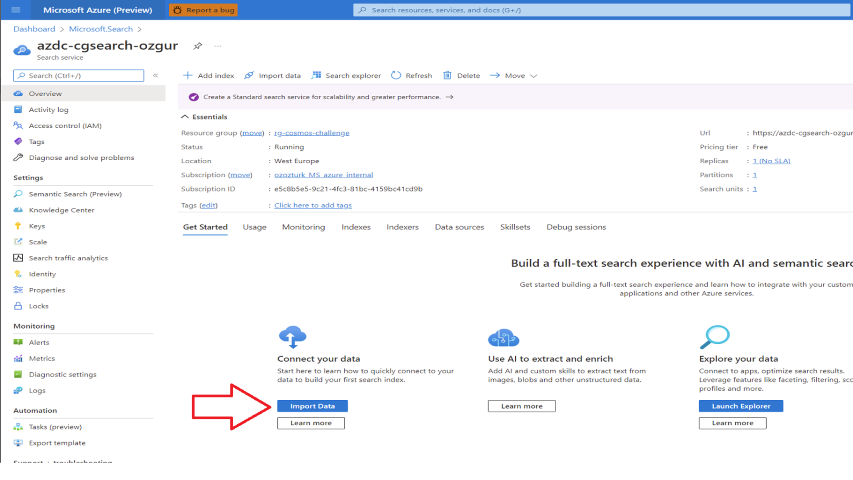 Microsoft Azure (Preview)
Report a bug
Search resources, services, and docs (G+/)
Dashboard > Microsoft.Search >
azdc-cgsearch-ozgur
Search service
Search (Ctrl+/)
Overview
Activity log
Access control (IAM)
Tags
Diagnose and solve problems
Settings
Semantic Search (Preview)
Knowledge Center
Keys
Scale
Search traffic analytics
Identity
Properties
Locks
Monitoring
Alerts
Metrics
Diagnostic settings
Logs
Automation
Tasks (preview)
Export template
Add index
Import data
Search explorer
Refresh
Delete
Move
Create a Standard search service for scalability and greater performance. →
Essentials
Resource group (move) : rg-cosmos-challenge
Status : Running
Location : West Europe
Subscription (move) : ozozturk_MS_azure_internal
Subscription ID : e5c8b5e5-9c21-4fc3-81bc-4159bc41cd9b
Tags (edit) : Click here to add tags
Url : https://azdc-cgsearch-ozgur
Pricing tier : Free
Replicas : 1 (No SLA)
Partitions : 1
Search units : 1
Get Started Usage Monitoring Indexes Indexers Data sources Skillsets Debug sessions
Build a full-text search experience with AI and semantic sear
Get started building a full-text search experience and learn how to integrate with your custom
applications and other Azure services.
Connect your data
Start here to learn how to quickly connect to your
data to build your first search index.
Import Data
Learn more
Use AI to extract and enrich
Add AI and custom skills to extract text from
images, blobs and other unstructured data.
Learn more
Explore your data
Connect to apps, optimize search results.
Leverage features like faceting, filtering, sco
profiles and more.
Launch Explorer
Learn more